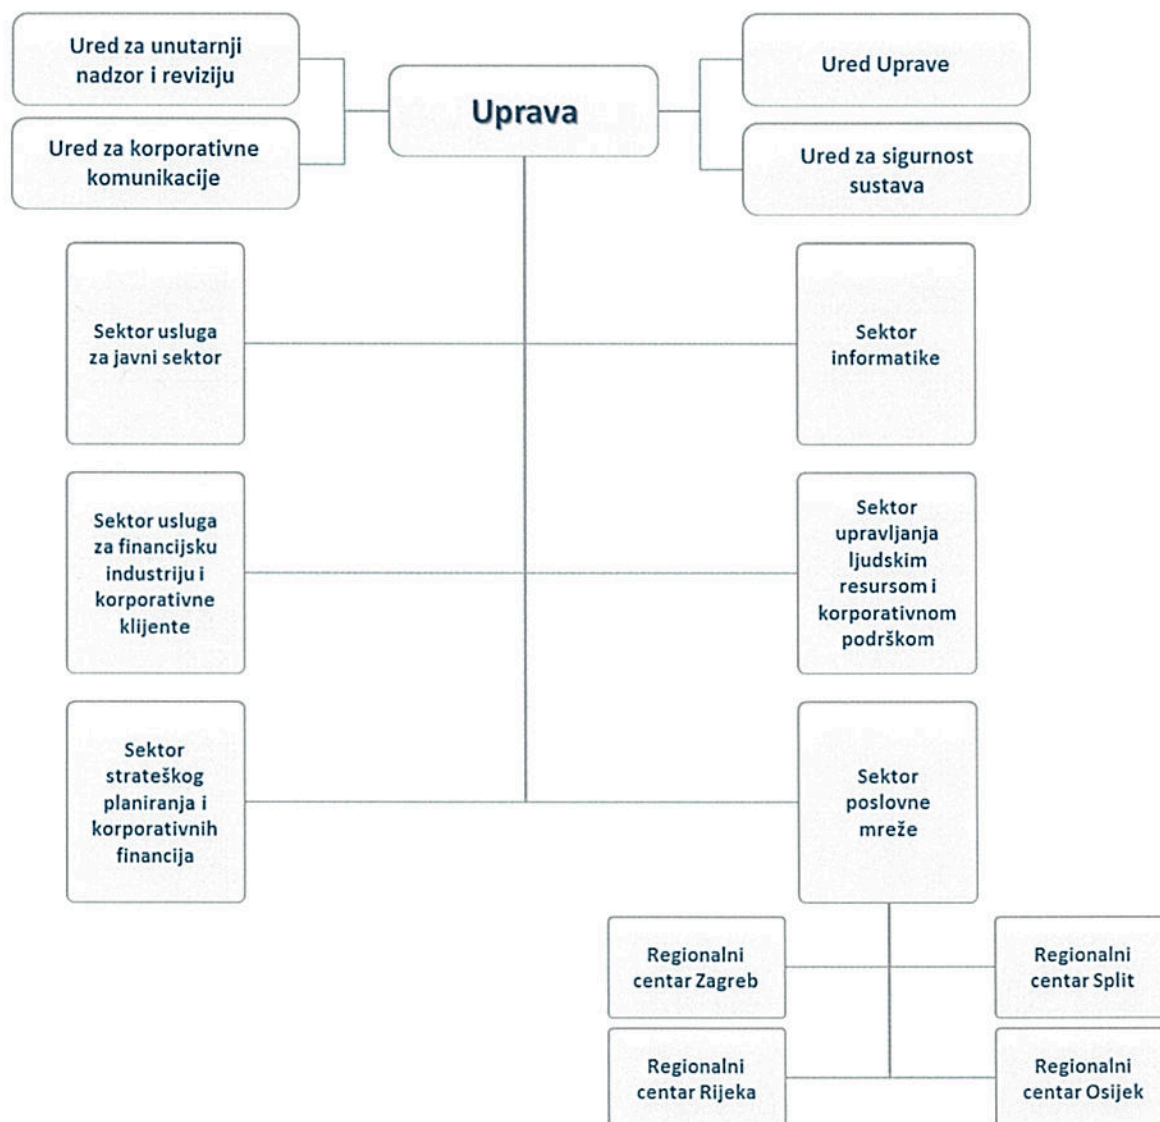 Ured za unutarnji
nadzor i reviziju
Ured za korporativne
komunikacije
Uprava
Ured Uprave
Ured za sigurnost
sustava
Sektor usluga
za javni sektor
Sektor
informatike
Sektor usluga
za financijsku
industriju i
korporativne
klijente
Sektor
upravljanja
ljudskim
resursom i
korporativnom
podrškom
Sektor
strateškog
planiranja i
korporativnih
financija
Sektor
poslovne
mreže
Regionalni
centar Zagreb
Regionalni
centar Split
Regionalni
centar Rijeka
Regionalni
centar Osijek